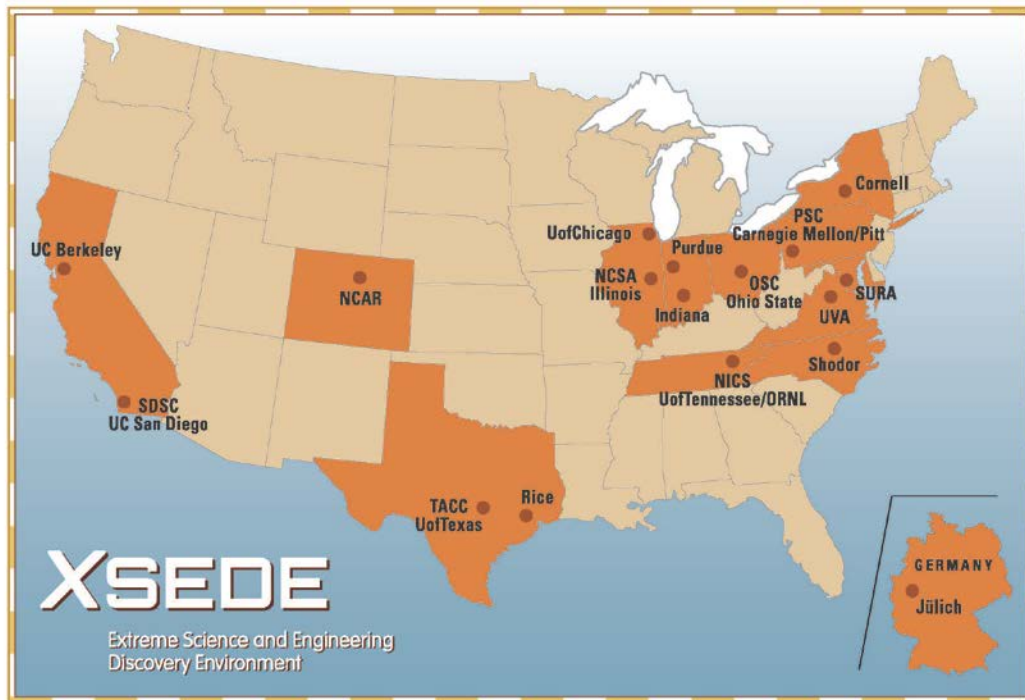 Cornell
PSC
Carnegie Mellon/Pitt
UofChicago
Purdue
UC Berkeley
NCAR
NCSA
Illinois
OSC
Ohio State
SURA
Indiana
UVA
Shodor
NICS
UofTennessee/ORNL
SDSC
UC San Diego
TACC
UofTexas
Rice
XSEDE
Extreme Science and Engineering
Discovery Environment
GERMANY
Jülich